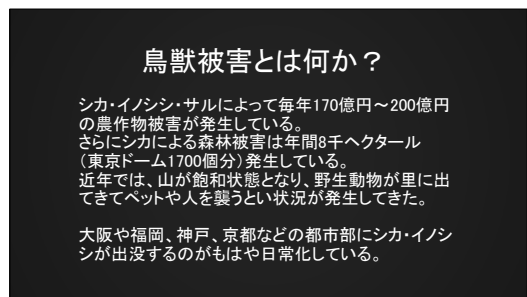 鳥獣被害とは何か？
シカ・イノシシ・サルによって毎年170億円～200億円
の農作物被害が発生している。
さらにシカによる森林被害は年間8千ヘクタール
（東京ドーム1700個分）発生している。
近年では、山が飽和状態となり、野生動物が里に出
てきてペットや人を襲うとい状況が発生してきた。
大阪や福岡、神戸、京都などの都市部にシカ・イノシ
シが出没するのがもはや日常化している。